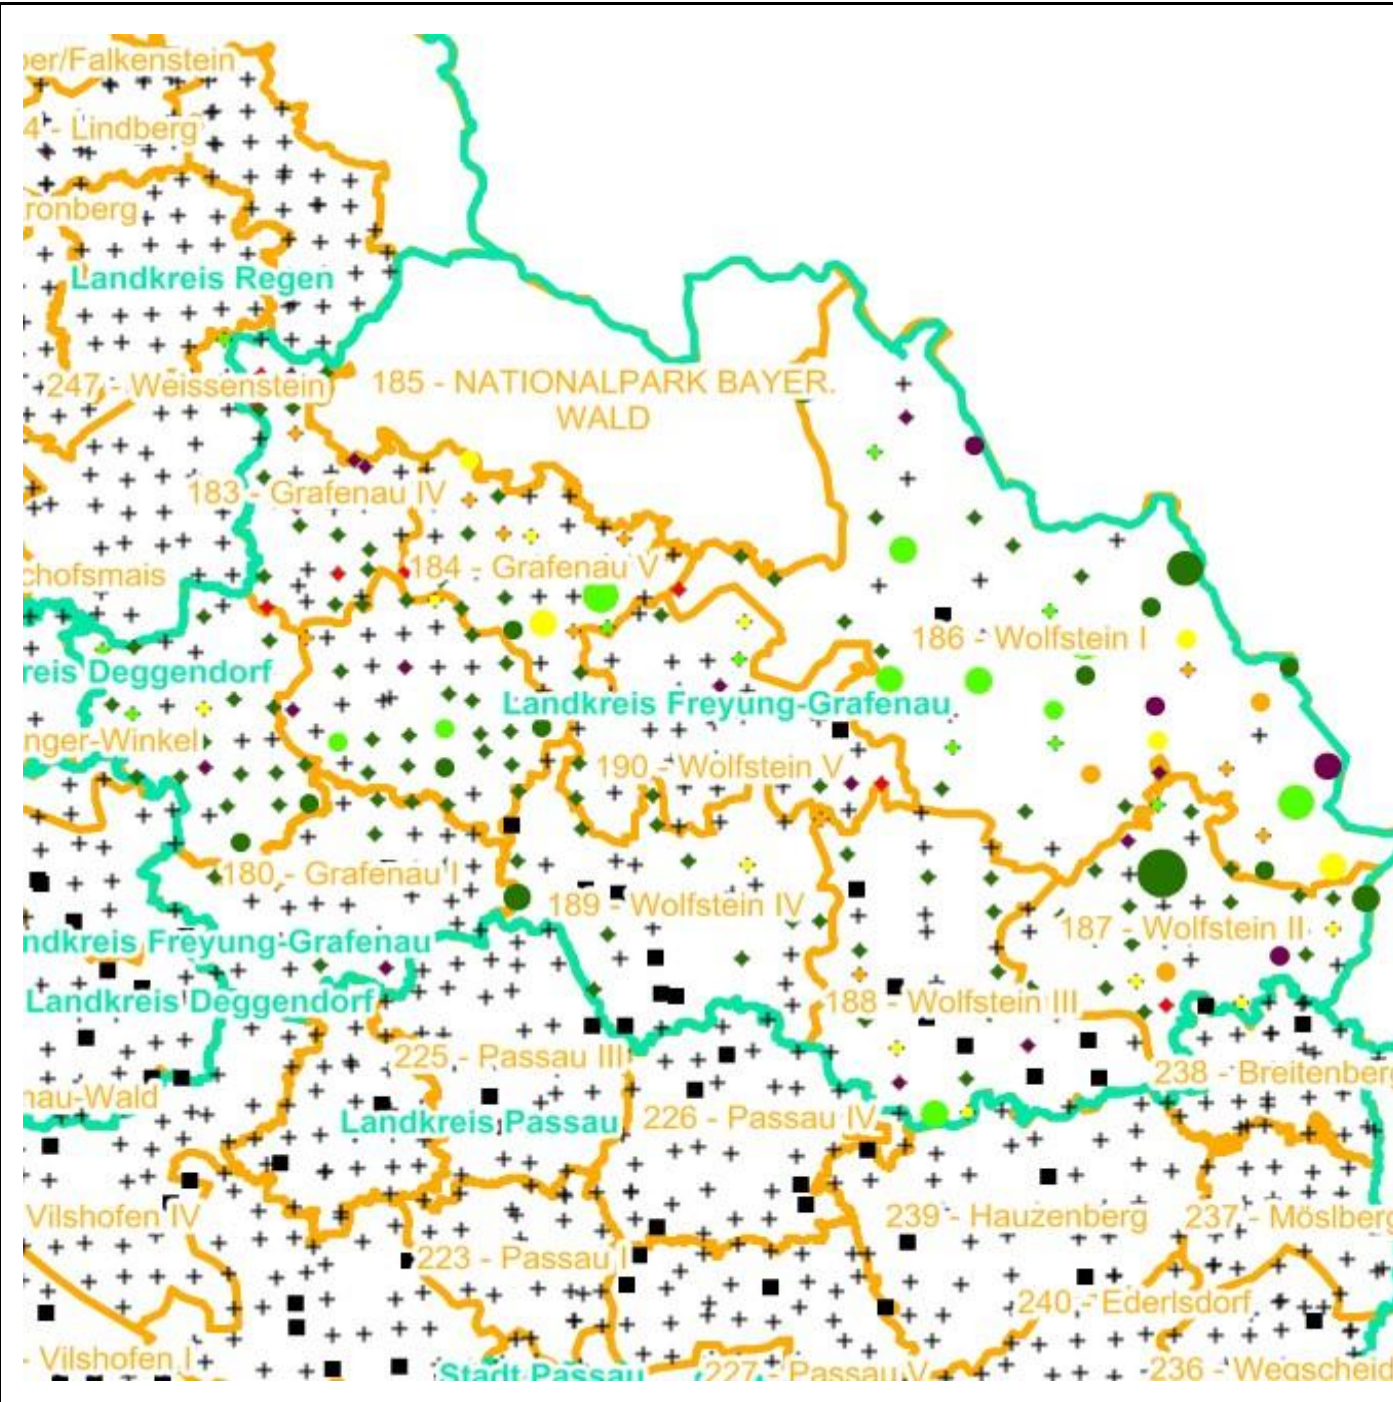 er/Falkenstein
4 - Lindberg
ronberg
Landkreis Regen
247 - Weissenstein
185 - NATIONALPARK BAYER.
WALD
183 - Grafenau IV
184 - Grafenau V
chofsmais
186 - Wolfstein I
reis Deggendorf
Landkreis Freyung-Grafenau
nger-Winkel
190 - Wolfstein V
180 - Grafenau I
189 - Wolfstein IV
187 - Wolfstein II
ndkreis Freyung-Grafenau
Landkreis Deggendorf
188 - Wolfstein III
225 - Passau III
238 - Breitenberg
nau-Wald
Landkreis Passau
226 - Passau IV
Vilshofen IV
239 - Hauzenberg
237 - Möslberg
223 - Passau I
240 - Ederlsdorf
- Vilshofen I
Stadt Passau
227 - Passau V
236 - Wegscheid